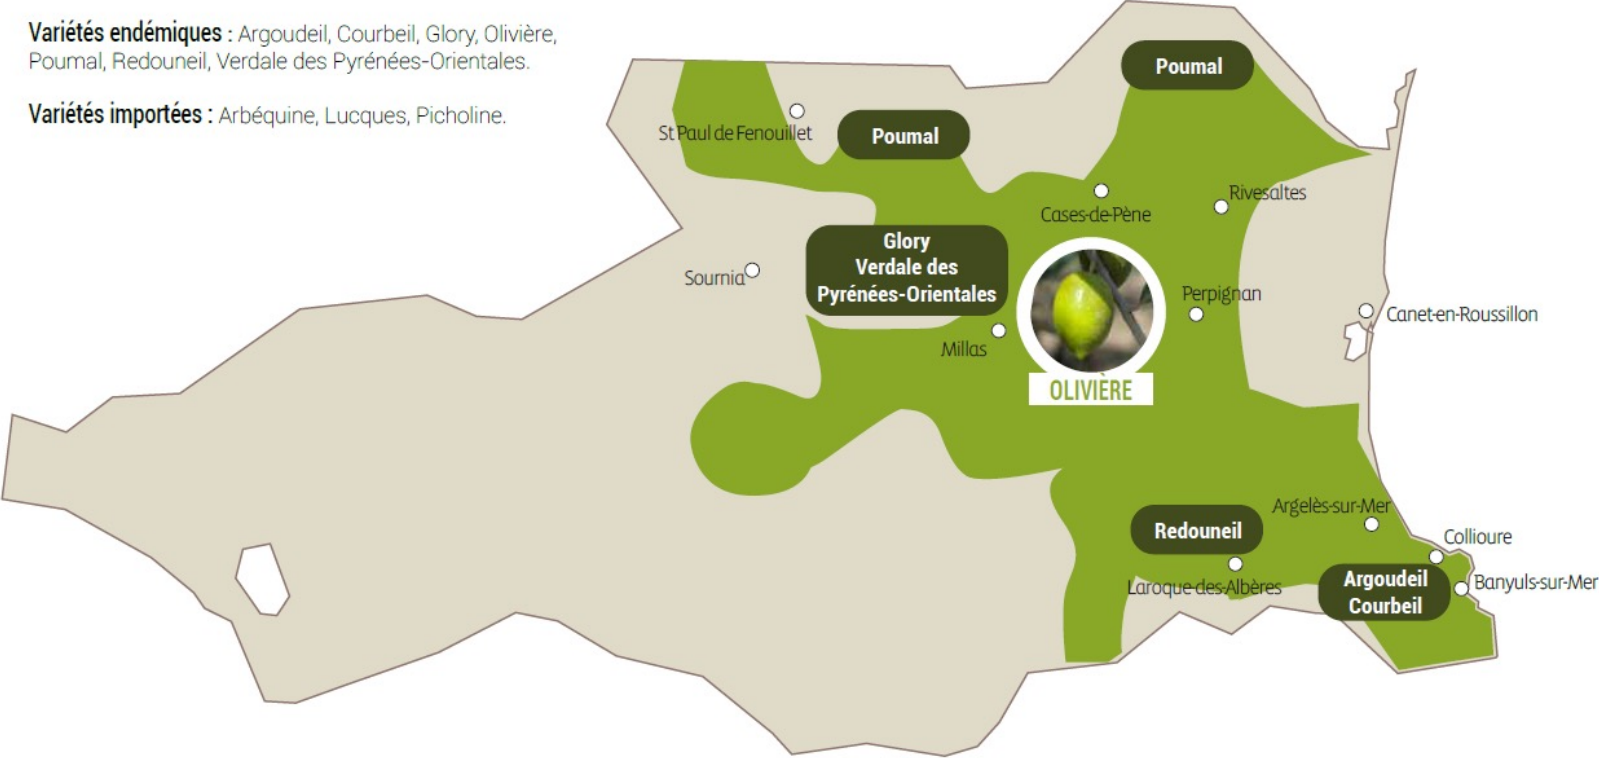 Variétés endémiques : Argoudeil, Courbeil, Glory, Olivière,
Poumal, Redouneil, Verdale des Pyrénées-Orientales.
Variétés importées : Arbéquine, Lucques, Picholine.
Poumal
St Paul de Fenouillet
Poumal
Rivesaltes
Cases-de-Pène
Glory
Verdale des
Pyrénées-Orientales
Sournia
Perpignan
Canet-en-Roussillon
Millas
OLIVIÈRE
Argelès-sur-Mer
Redouneil
Collioure
Laroque-des-Albères
Argoudeil
Courbeil
Banyuls-sur-Mer